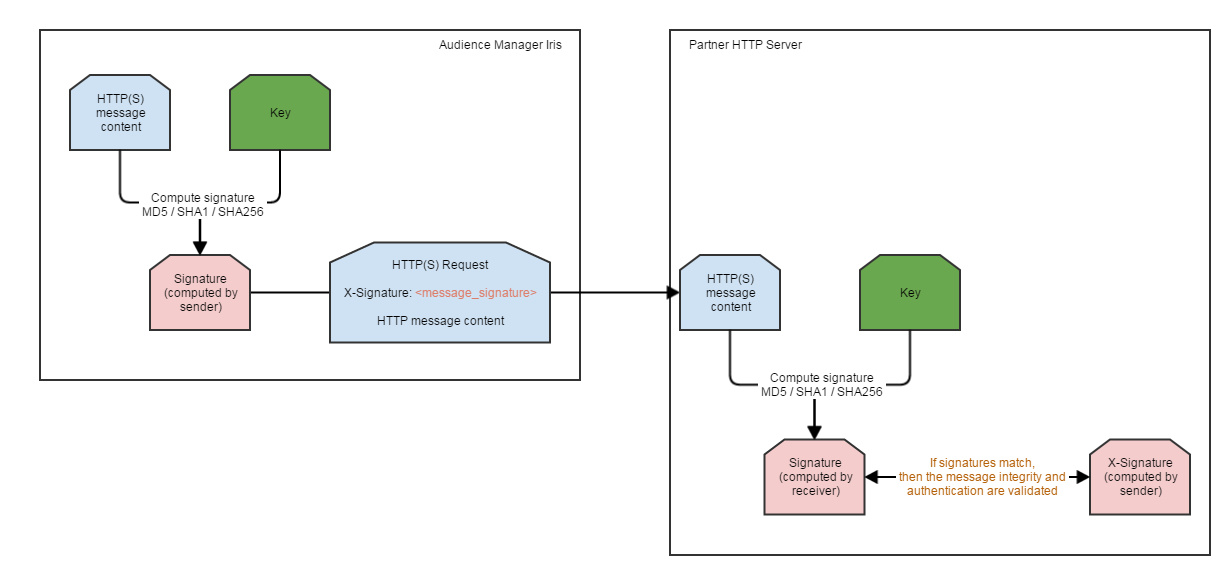 Audience Manager Iris
HTTP(S)
message
content
Key
Compute signature
MD5 / SHA1 / SHA256
Signature
(computed by
sender)
HTTP(S) Request
X-Signature: <message_signature>
HTTP message content
Partner HTTP Server
HTTP(S)
message
content
Key
Compute signature
MD5 / SHA1 / SHA256
Signature
(computed by
receiver)
If signatures match,
then the message integrity and
authentication are validated
X-Signature
(computed by
sender)